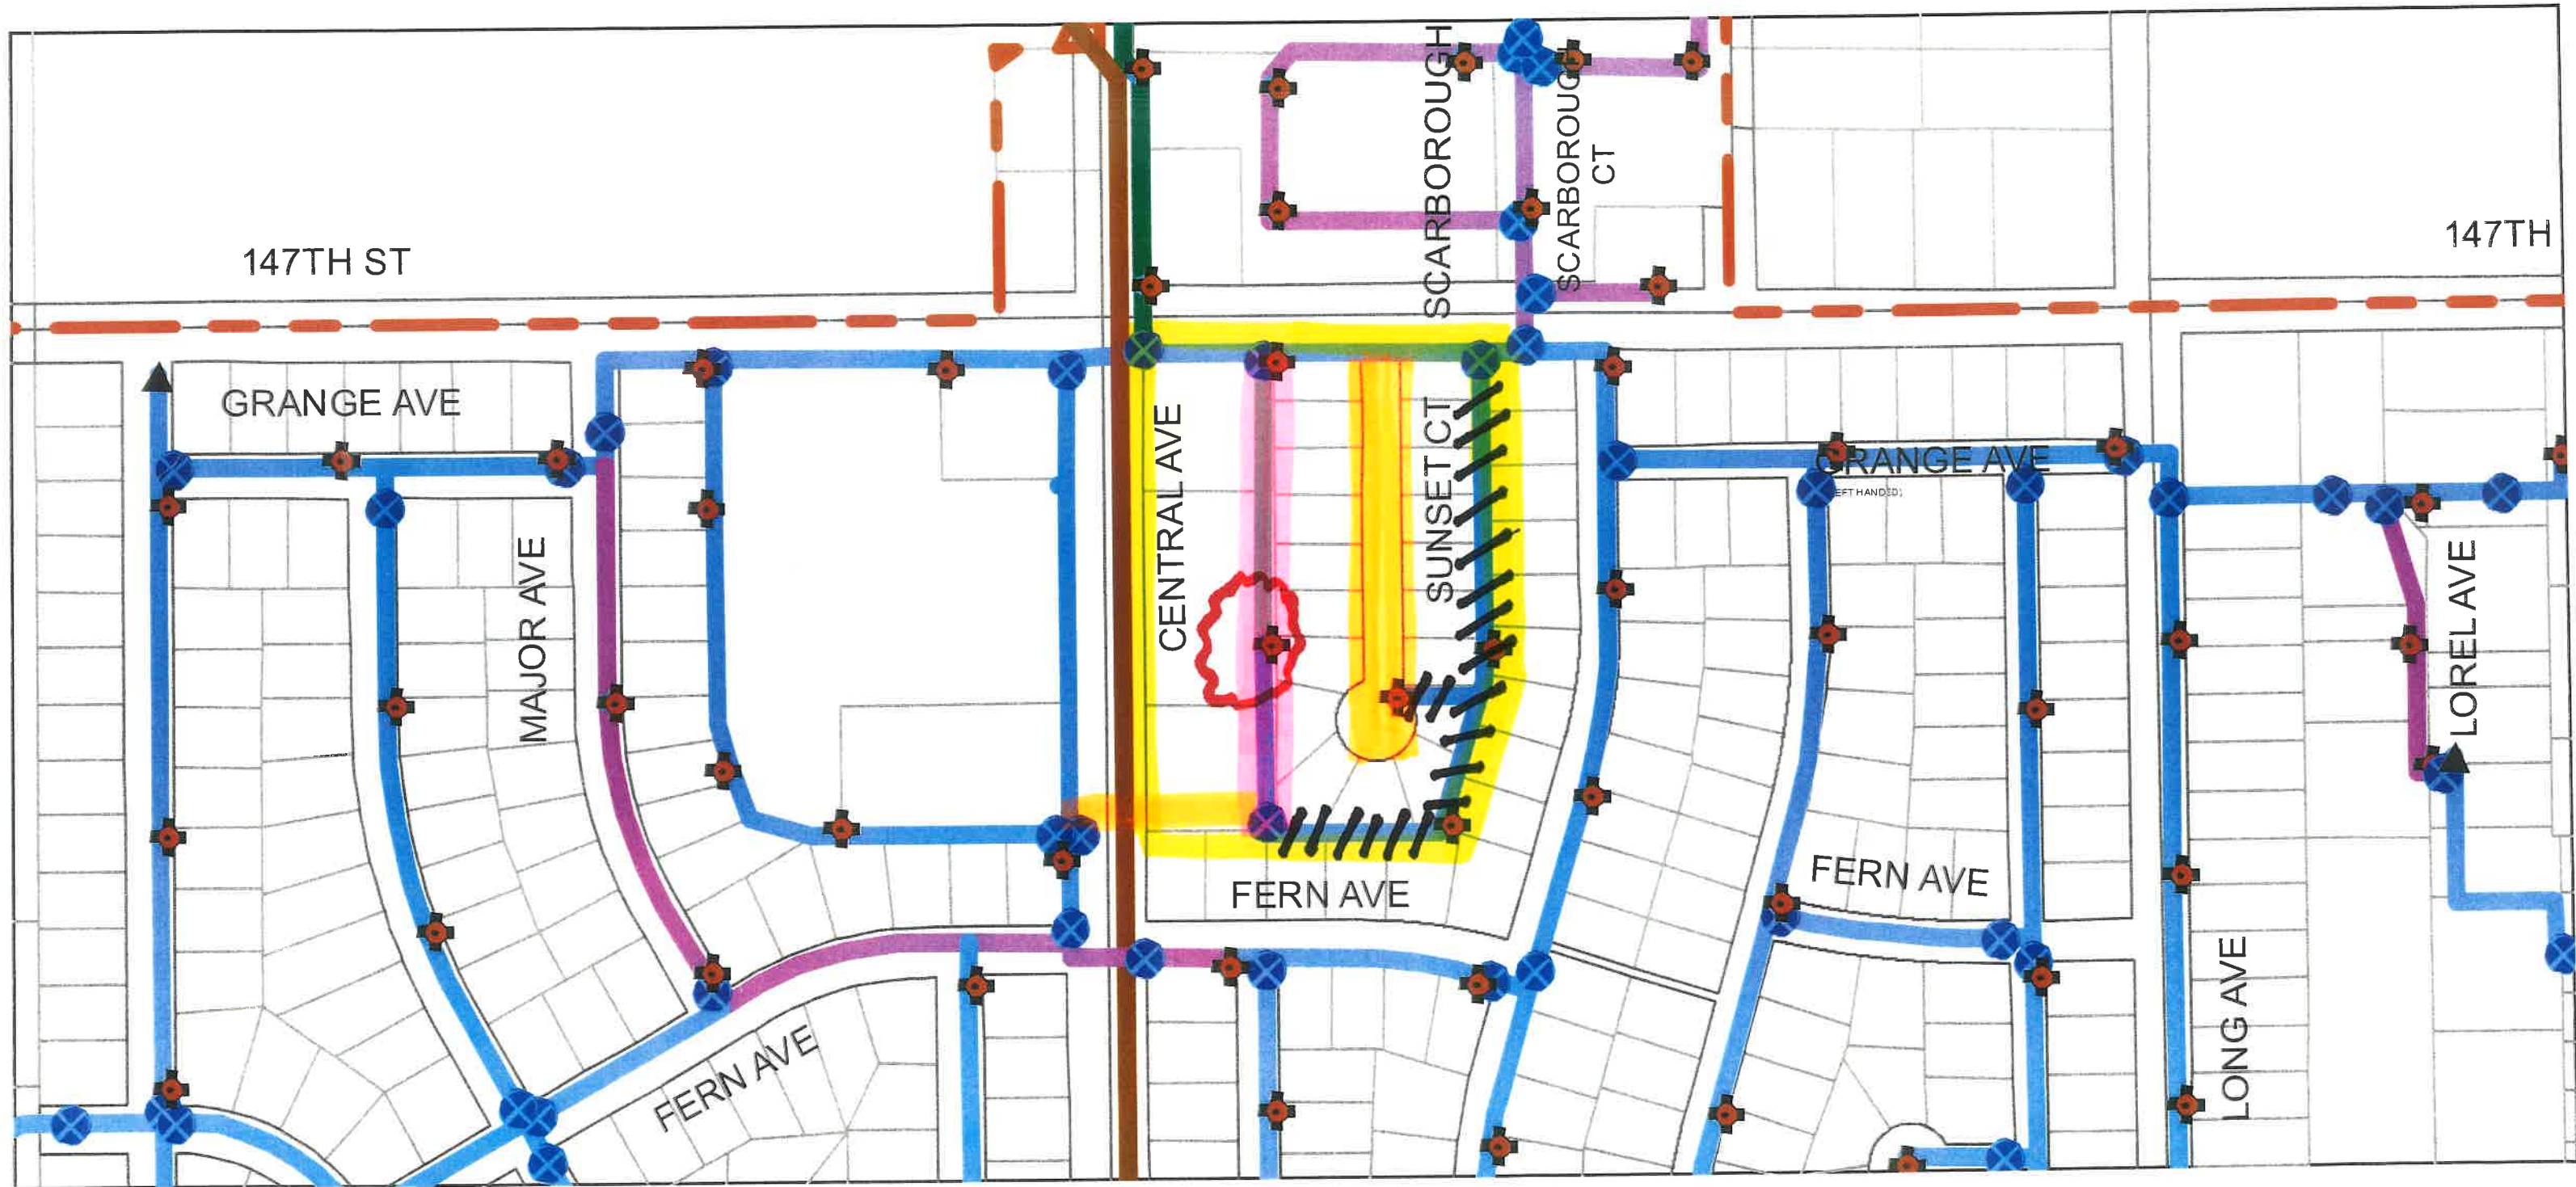 SCARBOROUGH
SCARBOROUGH
CT
147TH ST
147TH
GRANGE AVE
CENTRAL AVE
SUNSET CT
GRANGE AVE
MAJOR AVE
LOREL AVE
FERN AVE
FERN AVE
LONG AVE
FERN AVE